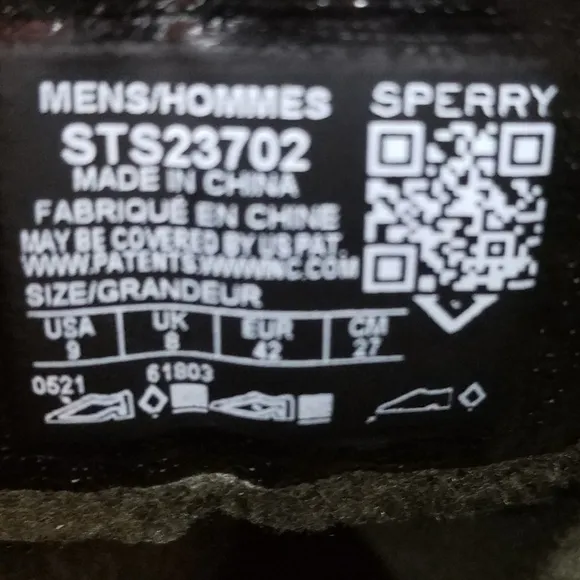 MENS/HOMMES
SPERRY
STS23702
MADE IN CHINA
FABRIQUÉ EN CHINE
MAY BE COVERED BY US PAT.
WWW.PATENTS.WWWINC.COM
SIZE/GRANDEUR
USA UK EUR CM
9 8 42 27
0521 61803